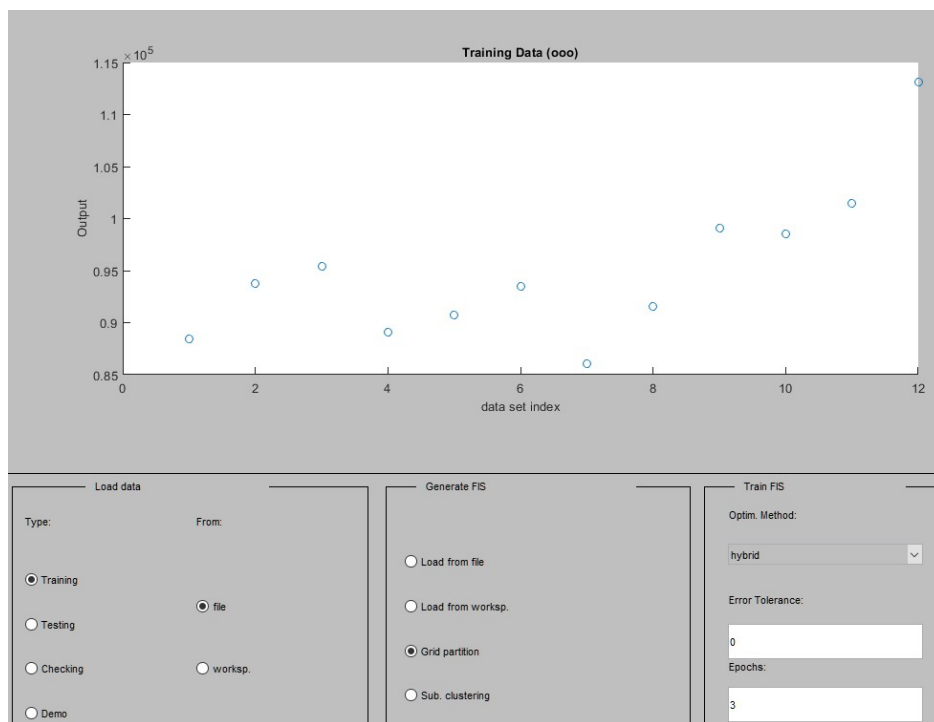 Training Data (ooo)
×10^5
1.115
1.11
1.105
1
0.95
0.9
0.85
Output
0 2 4 6 8 10 12
data set index
Load data
Type: From:
Training
file
Testing
Checking
worksp.
Demo
Generate FIS
Load from file
Load from worksp.
Grid partition
Sub. clustering
Train FIS
Optim. Method:
hybrid
Error Tolerance:
0
Epochs:
3